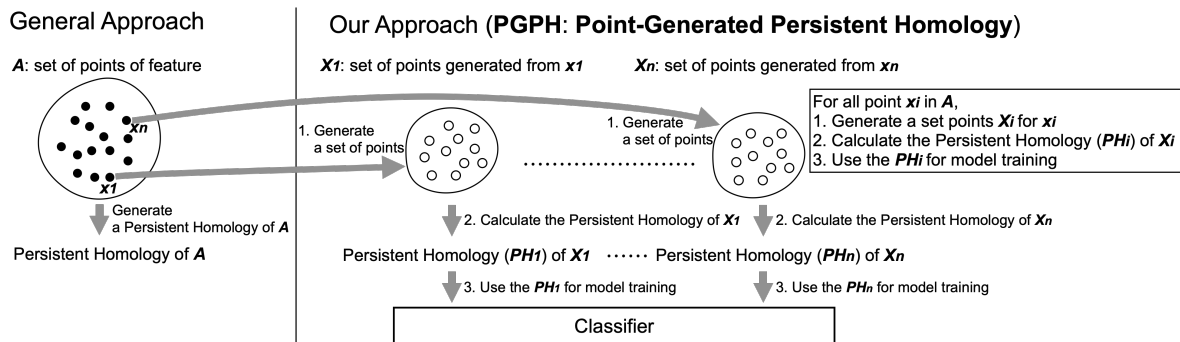 General Approach
A: set of points of feature
xn
x1
Generate
a Persistent Homology of A
Persistent Homology of A
Our Approach (PGPH: Point-Generated Persistent Homology)
X1: set of points generated from x1
Xn: set of points generated from xn
1. Generate
a set of points
1. Generate
a set of points
For all point xi in A,
1. Generate a set points Xi for xi
2. Calculate the Persistent Homology (PHi) of Xi
3. Use the PHi for model training
2. Calculate the Persistent Homology of X1
2. Calculate the Persistent Homology of Xn
Persistent Homology (PH1) of X1 ······ Persistent Homology (PHn) of Xn
3. Use the PH1 for model training
3. Use the PHn for model training
Classifier